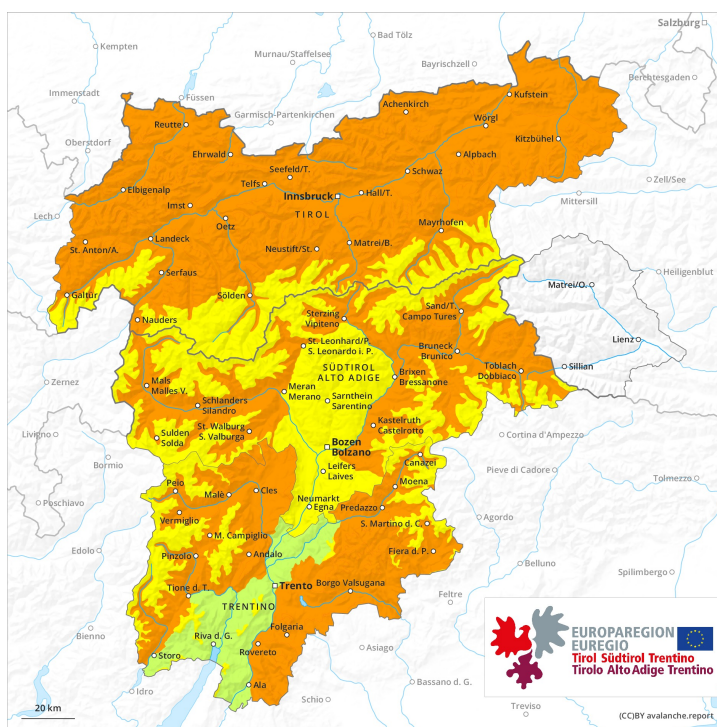 Salzburg
Bad Tölz
Kempten
Murnau/Staffelsee
Bayrischzell
Berchtesgaden
Immenstadt
Füssen
Achenkirch
Kufstein
Garmisch-Partenkirchen
Reutte
Wörgl
Oberstdorf
Kitzbühel
Ehrwald
Alpbach
Seefeld/T.
Schwaz
Zell/See
Telfs
Elbigenalp
Innsbruck
Hall/T.
Mittersill
Imst
TIROL
Lech
Oetz
Mayrhofen
Landeck
Neustift/St.
Matrei/B.
St. Anton/A.
Serfaus
Heiligenblut
Matrei/O.
Galtür
Sölden
Sand/T.
Campo Tures
Nauders
Sterzing
Vipiteno
Lienz
St. Leonhard/P.
S. Leonardo i. P.
Bruneck
Brunico
Sillian
Toblach
Dobbiaco
SÜDTIROL
ALTO ADIGE
Brixen
Bressanone
Zernez
Mals
Malles V.
Meran
Merano
Sarnthein
Sarentino
Schlanders
Silandro
St. Walburg
S. Valburga
Kastelruth
Castelrotto
Livigno
Sulden
Solda
Cortina d'Ampezzo
Bozen
Bolzano
Bormio
Canazei
Leifers
Laives
Pieve di Cadore
Tolmezzo
Moena
Peio
Malè
Cles
Neumarkt
Egna
Poschiavo
Predazzo
Vermiglio
Agordo
S. Martino d. C.
M. Campiglio
Edolo
Pinzolo
Andalo
Fiera d. P.
Belluno
Spilimbergo
Tione d. T.
Trento
Borgo Valsugana
Feltre
TRENTINO
Bienno
Folgaria
Riva d. G.
Rovereto
Asiago
Storo
Idro
Ala
Schio
Bassano d. G.
Treviso
EUROPAREGION
EUREGIO
Tirol Südtirol Trentino
Tirolo Alto Adige Trentino
20 km
(CC)BY avalanche.report